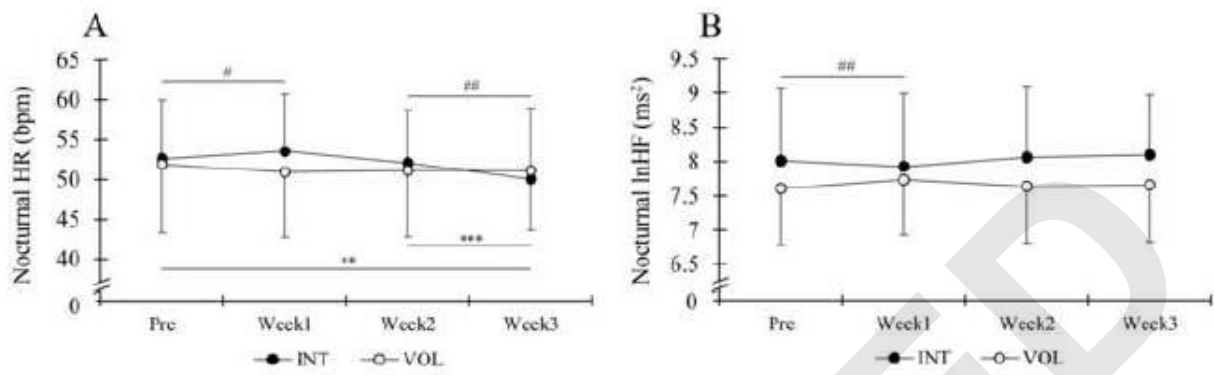 A
65
60
55
50
45
40
0
Nocturnal HR (bpm)
#
##
***
**
Pre Week1 Week2 Week3
INT VOL
B
9.5
9
8.5
8
7.5
7
6.5
0
Nocturnal lnHF (ms²)
##
Pre Week1 Week2 Week3
INT VOL